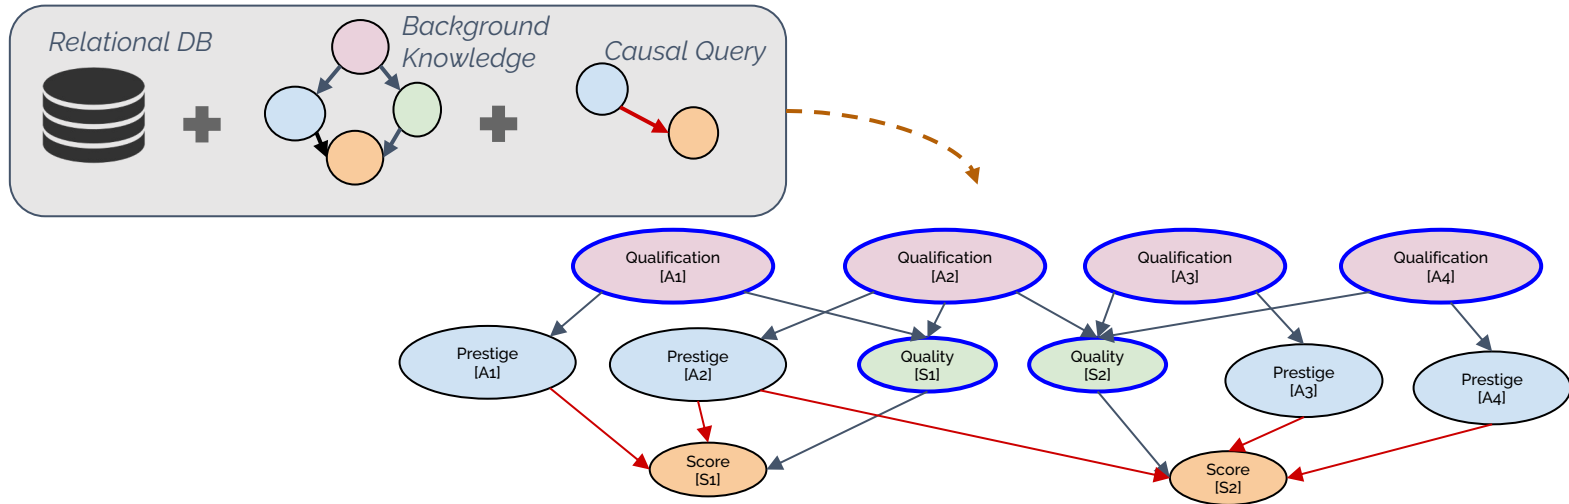 Relational DB
Background
Knowledge
Causal Query
Qualification
[A1]
Qualification
[A2]
Qualification
[A3]
Qualification
[A4]
Prestige
[A1]
Prestige
[A2]
Quality
[S1]
Quality
[S2]
Prestige
[A3]
Prestige
[A4]
Score
[S1]
Score
[S2]